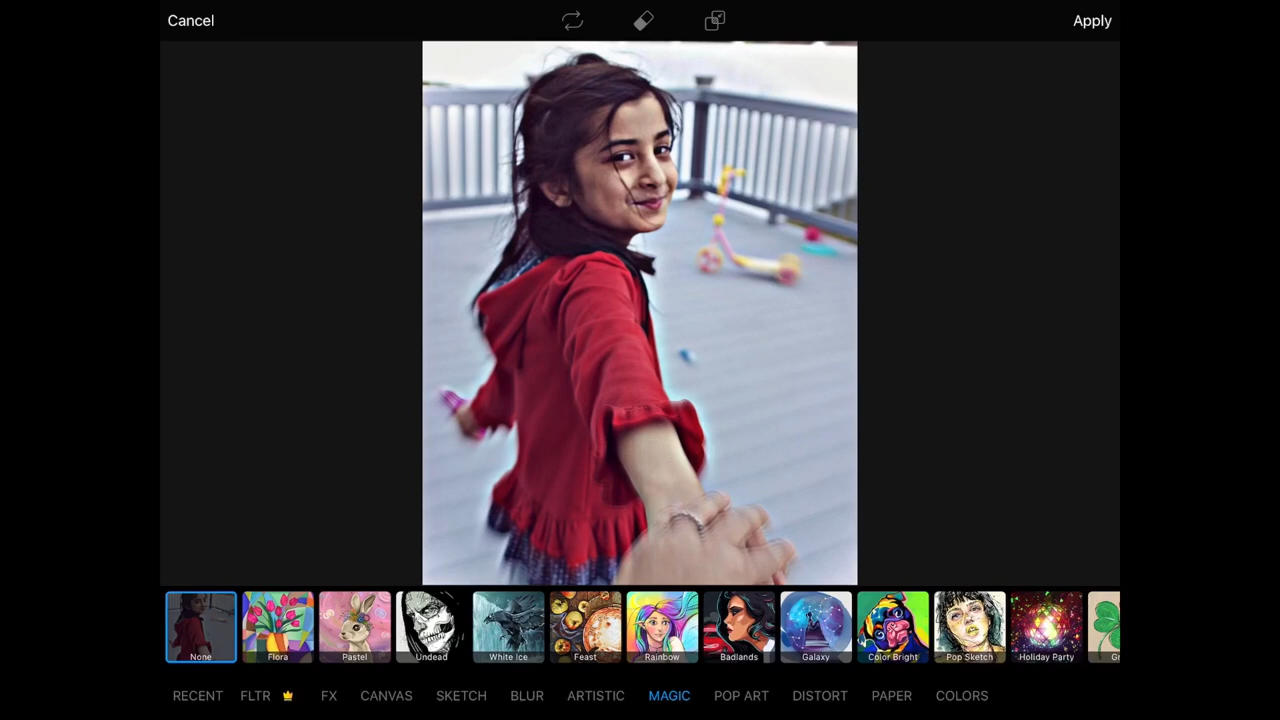 Cancel Apply
None Flora Pastel Undead White Ice Feast Rainbow Badlands Galaxy Color Bright Pop Sketch Holiday Party Gr
RECENT FLTR FX CANVAS SKETCH BLUR ARTISTIC MAGIC POP ART DISTORT PAPER COLORS